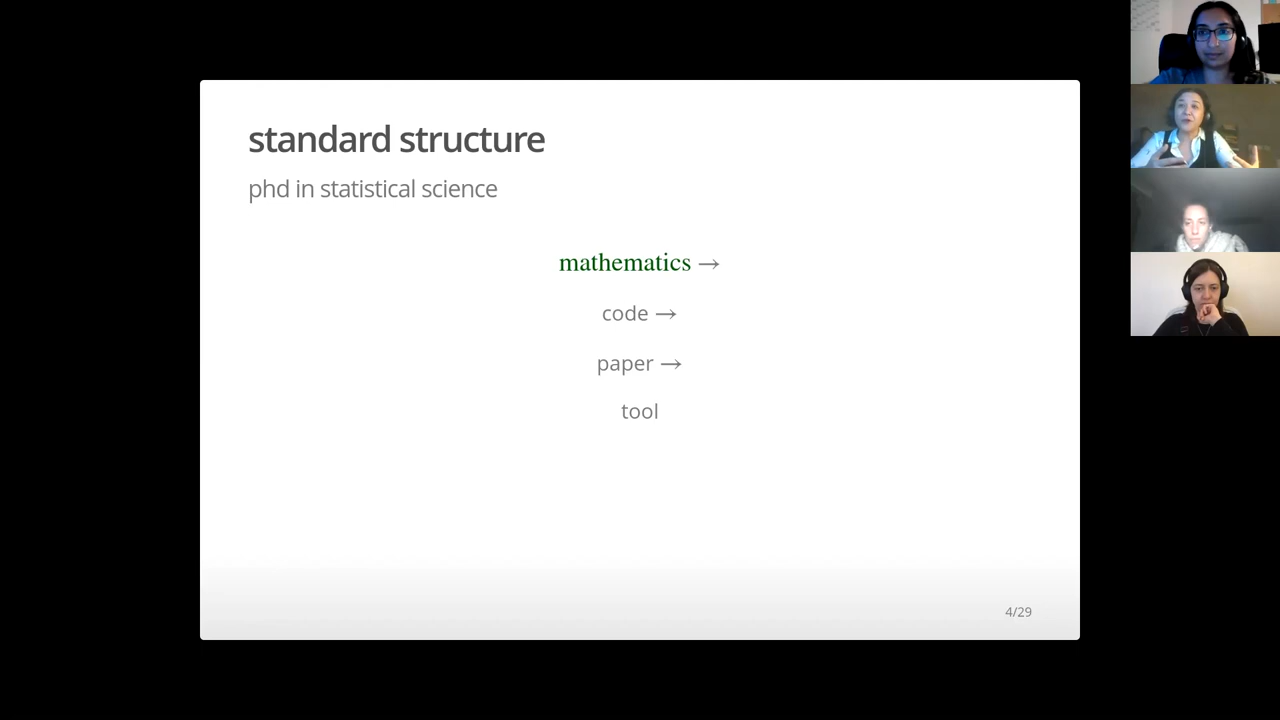 standard structure
phd in statistical science
mathematics →
code →
paper →
tool
4/29